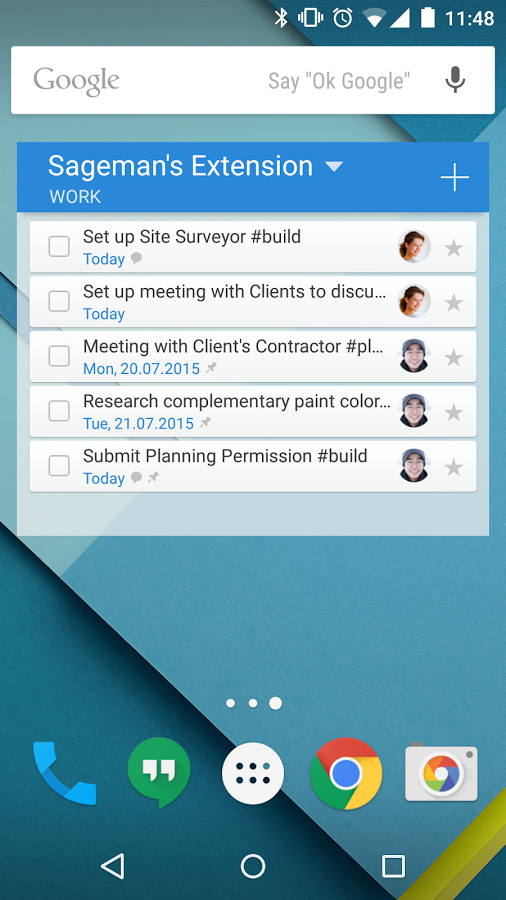 11:48
Google Say "Ok Google"
Sageman's Extension
WORK
Set up Site Surveyor #build
Today
Set up meeting with Clients to discu...
Today
Meeting with Client's Contractor #pl...
Mon, 20.07.2015
Research complementary paint color...
Tue, 21.07.2015
Submit Planning Permission #build
Today